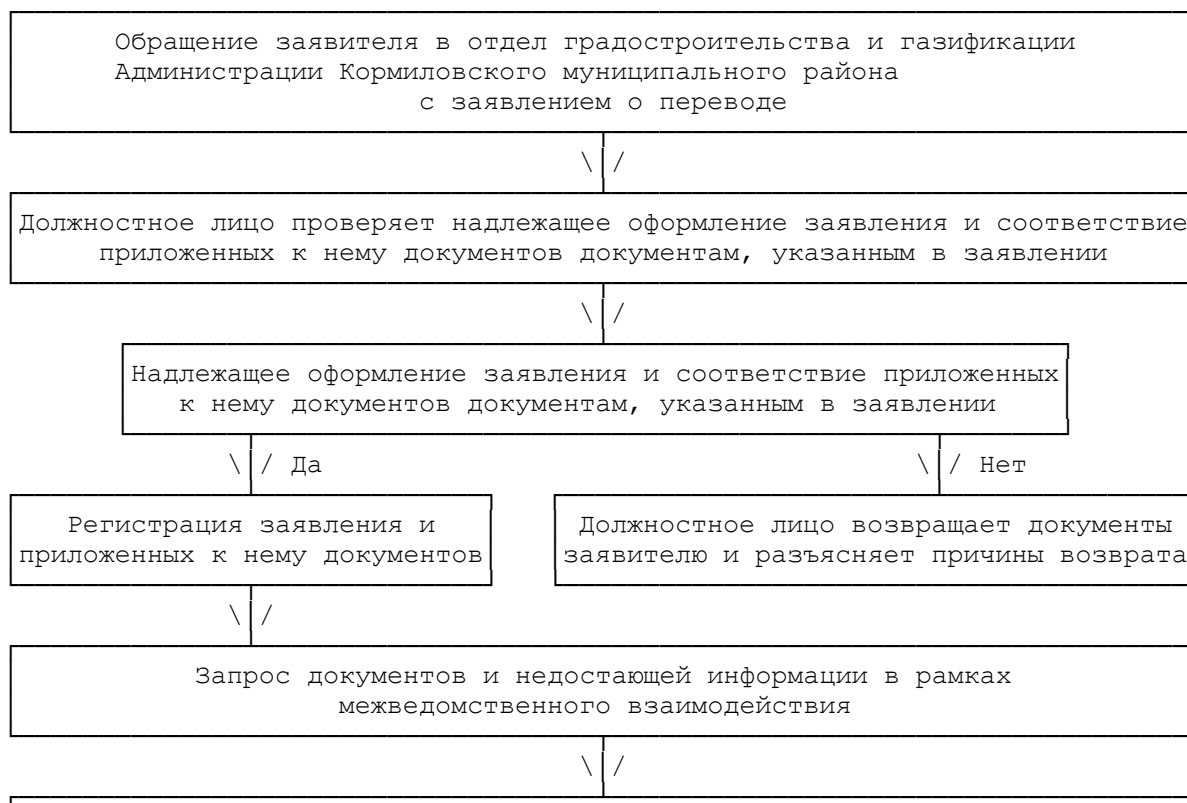 Обращение заявителя в отдел градостроительства и газификации
Администрации Кормиловского муниципального района
с заявлением о переводе
Должностное лицо проверяет надлежащее оформление заявления и соответствие
приложенных к нему документов документам, указанным в заявлении
Надлежащее оформление заявления и соответствие приложенных
к нему документов документам, указанным в заявлении
Да
Нет
Регистрация заявления и
приложенных к нему документов
Должностное лицо возвращает документы
заявителю и разъясняет причины возврата
Запрос документов и недостающей информации в рамках
межведомственного взаимодействия